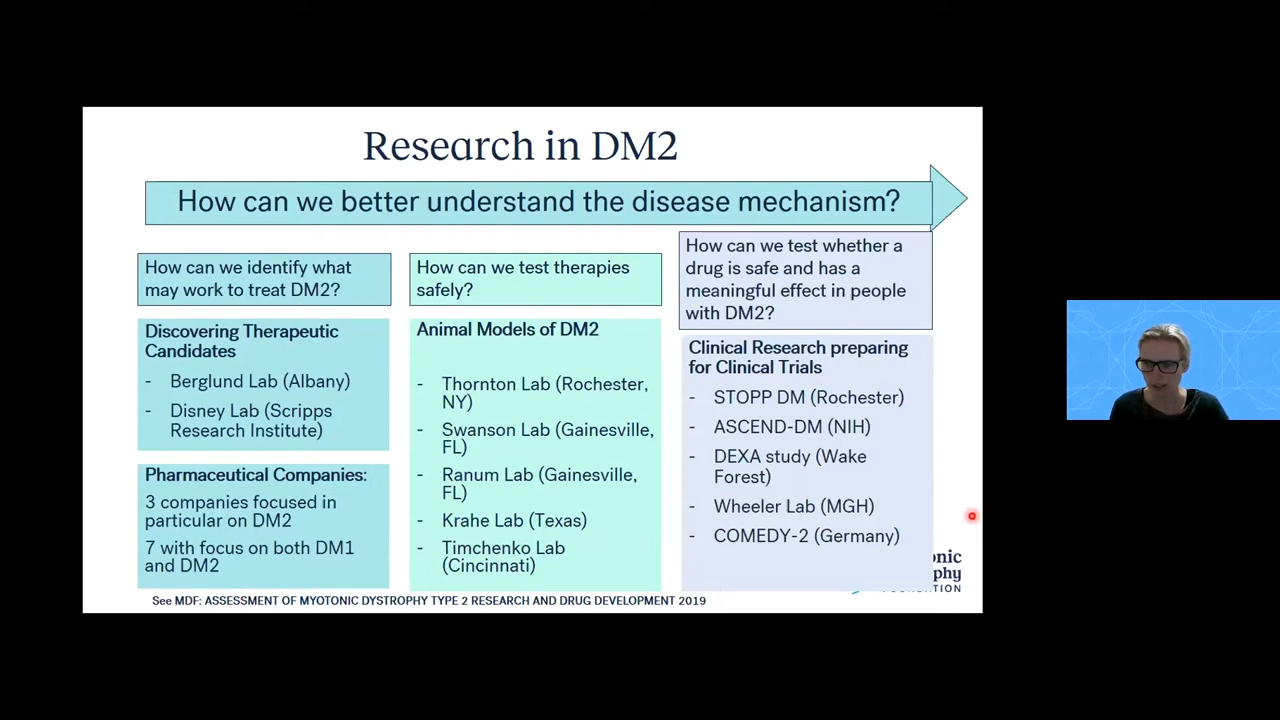 Research in DM2
How can we better understand the disease mechanism?
How can we identify what
may work to treat DM2?
Discovering Therapeutic
Candidates
- Berglund Lab (Albany)
- Disney Lab (Scripps
Research Institute)
Pharmaceutical Companies:
3 companies focused in
particular on DM2
7 with focus on both DM1
and DM2
How can we test therapies
safely?
Animal Models of DM2
- Thornton Lab (Rochester,
NY)
- Swanson Lab (Gainesville,
FL)
- Ranum Lab (Gainesville,
FL)
- Krahe Lab (Texas)
- Timchenko Lab
(Cincinnati)
How can we test whether a
drug is safe and has a
meaningful effect in people
with DM2?
Clinical Research preparing
for Clinical Trials
- STOPP DM (Rochester)
- ASCEND-DM (NIH)
- DEXA study (Wake
Forest)
- Wheeler Lab (MGH)
- COMEDY-2 (Germany)
onic
phy
See MDF: ASSESSMENT OF MYOTONIC DYSTROPHY TYPE 2 RESEARCH AND DRUG DEVELOPMENT 2019